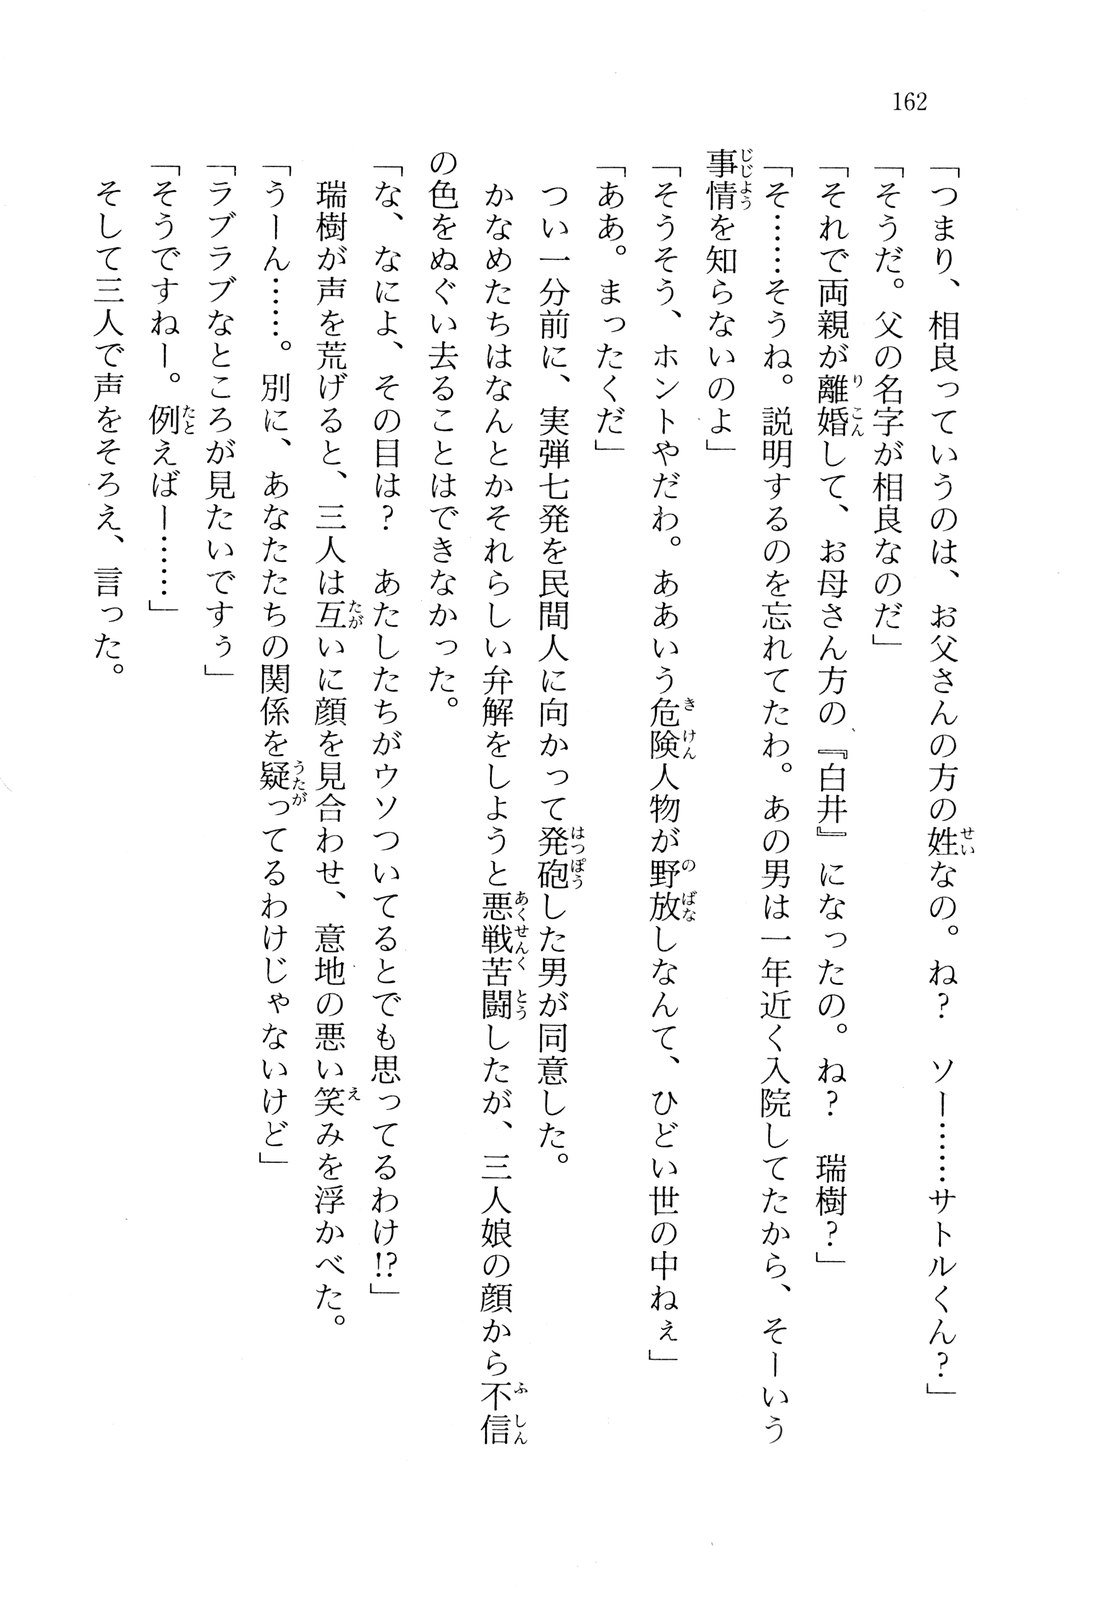 162
「つまり、相良っていうのは、お父さんの方の姓なの。ね？　ソー……サトルくん？」
「そうだ。父の名字が相良なのだ」
「それで両親が離婚して、お母さん方の『白井』になったの。ね？　瑞樹？」
「そ……そうね。説明するのを忘れてたわ。あの男は一年近く入院してたから、そーいう
事情を知らないのよ」
「そうそう、ホントやだわ。ああいう危険人物が野放しなんて、ひどい世の中ねぇ」
「ああ。まったくだ」
　つい一分前に、実弾七発を民間人に向かって発砲した男が同意した。
　かなめたちはなんとかそれらしい弁解をしようと悪戦苦闘したが、三人娘の顔から不信
の色をぬぐい去ることはできなかった。
「な、なによ、その目は？　あたしたちがウソついてるとでも思ってるわけ!?」
　瑞樹が声を荒げると、三人は互いに顔を見合わせ、意地の悪い笑みを浮かべた。
「うーん……。別に、あなたたちの関係を疑ってるわけじゃないけど」
「ラブラブなところが見たいですぅ」
「そうですねー。例えばー……」
　そして三人で声をそろえ、言った。